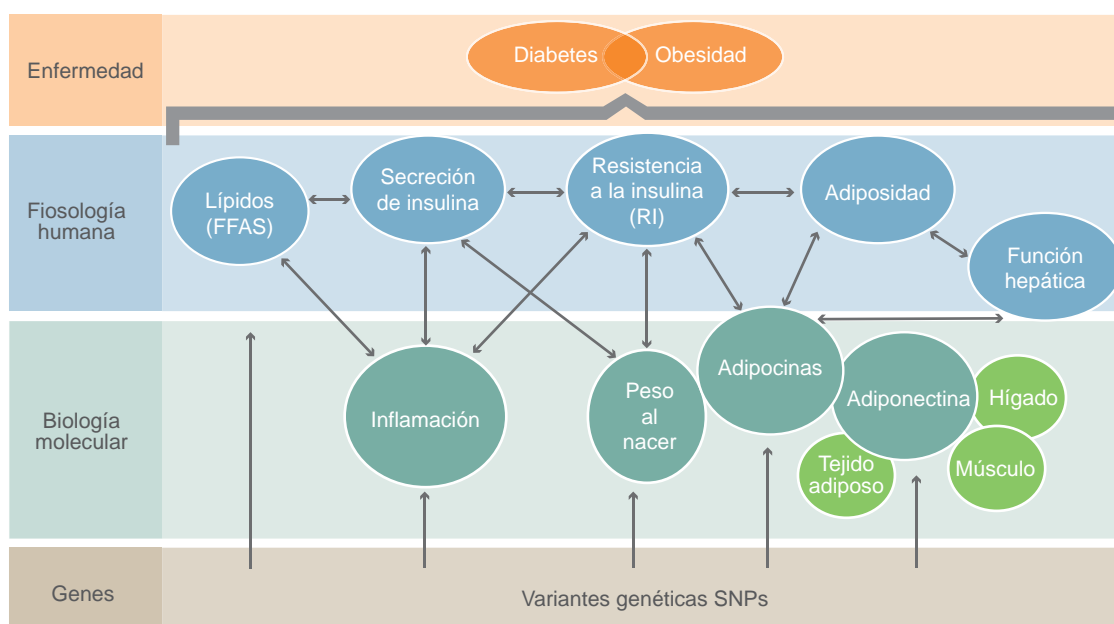 Enfermedad
Diabetes
Obesidad
Fiosología
humana
Lípidos
(FFAS)
Secreción
de insulina
Resistencia
a la insulina
(RI)
Adiposidad
Función
hepática
Biología
molecular
Inflamación
Peso
al
nacer
Adipocinas
Adiponectina
Hígado
Músculo
Tejido
adiposo
Genes
Variantes genéticas SNPs